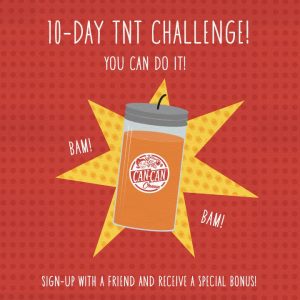 10-DAY TNT CHALLENGE!
YOU CAN DO IT!
BAM!
CAN CAN
Cleanse
BAM!
SIGN-UP WITH A FRIEND AND RECEIVE A SPECIAL BONUS!